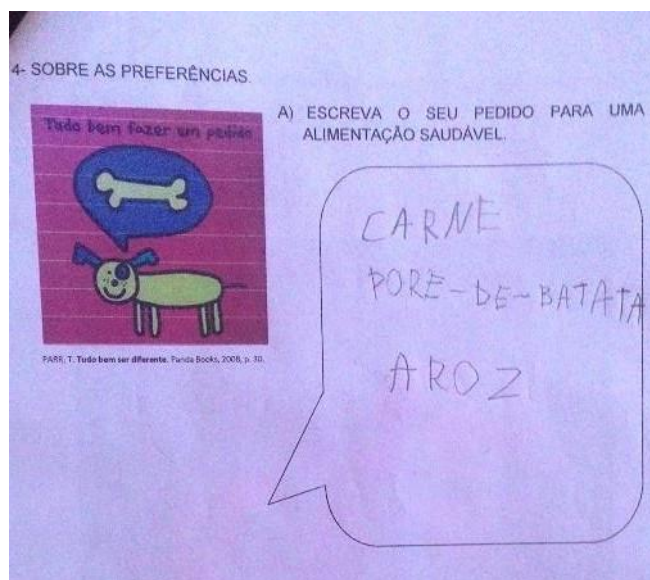 4- SOBRE AS PREFERÊNCIAS.
Tudo bem fazer um pedido
PARR, T. Tudo bem ser diferente. Panda Books, 2008, p. 30.
A) ESCREVA O SEU PEDIDO PARA UMA
ALIMENTAÇÃO SAUDÁVEL.
CARNE
PORE-DE-BATATA
AROZ